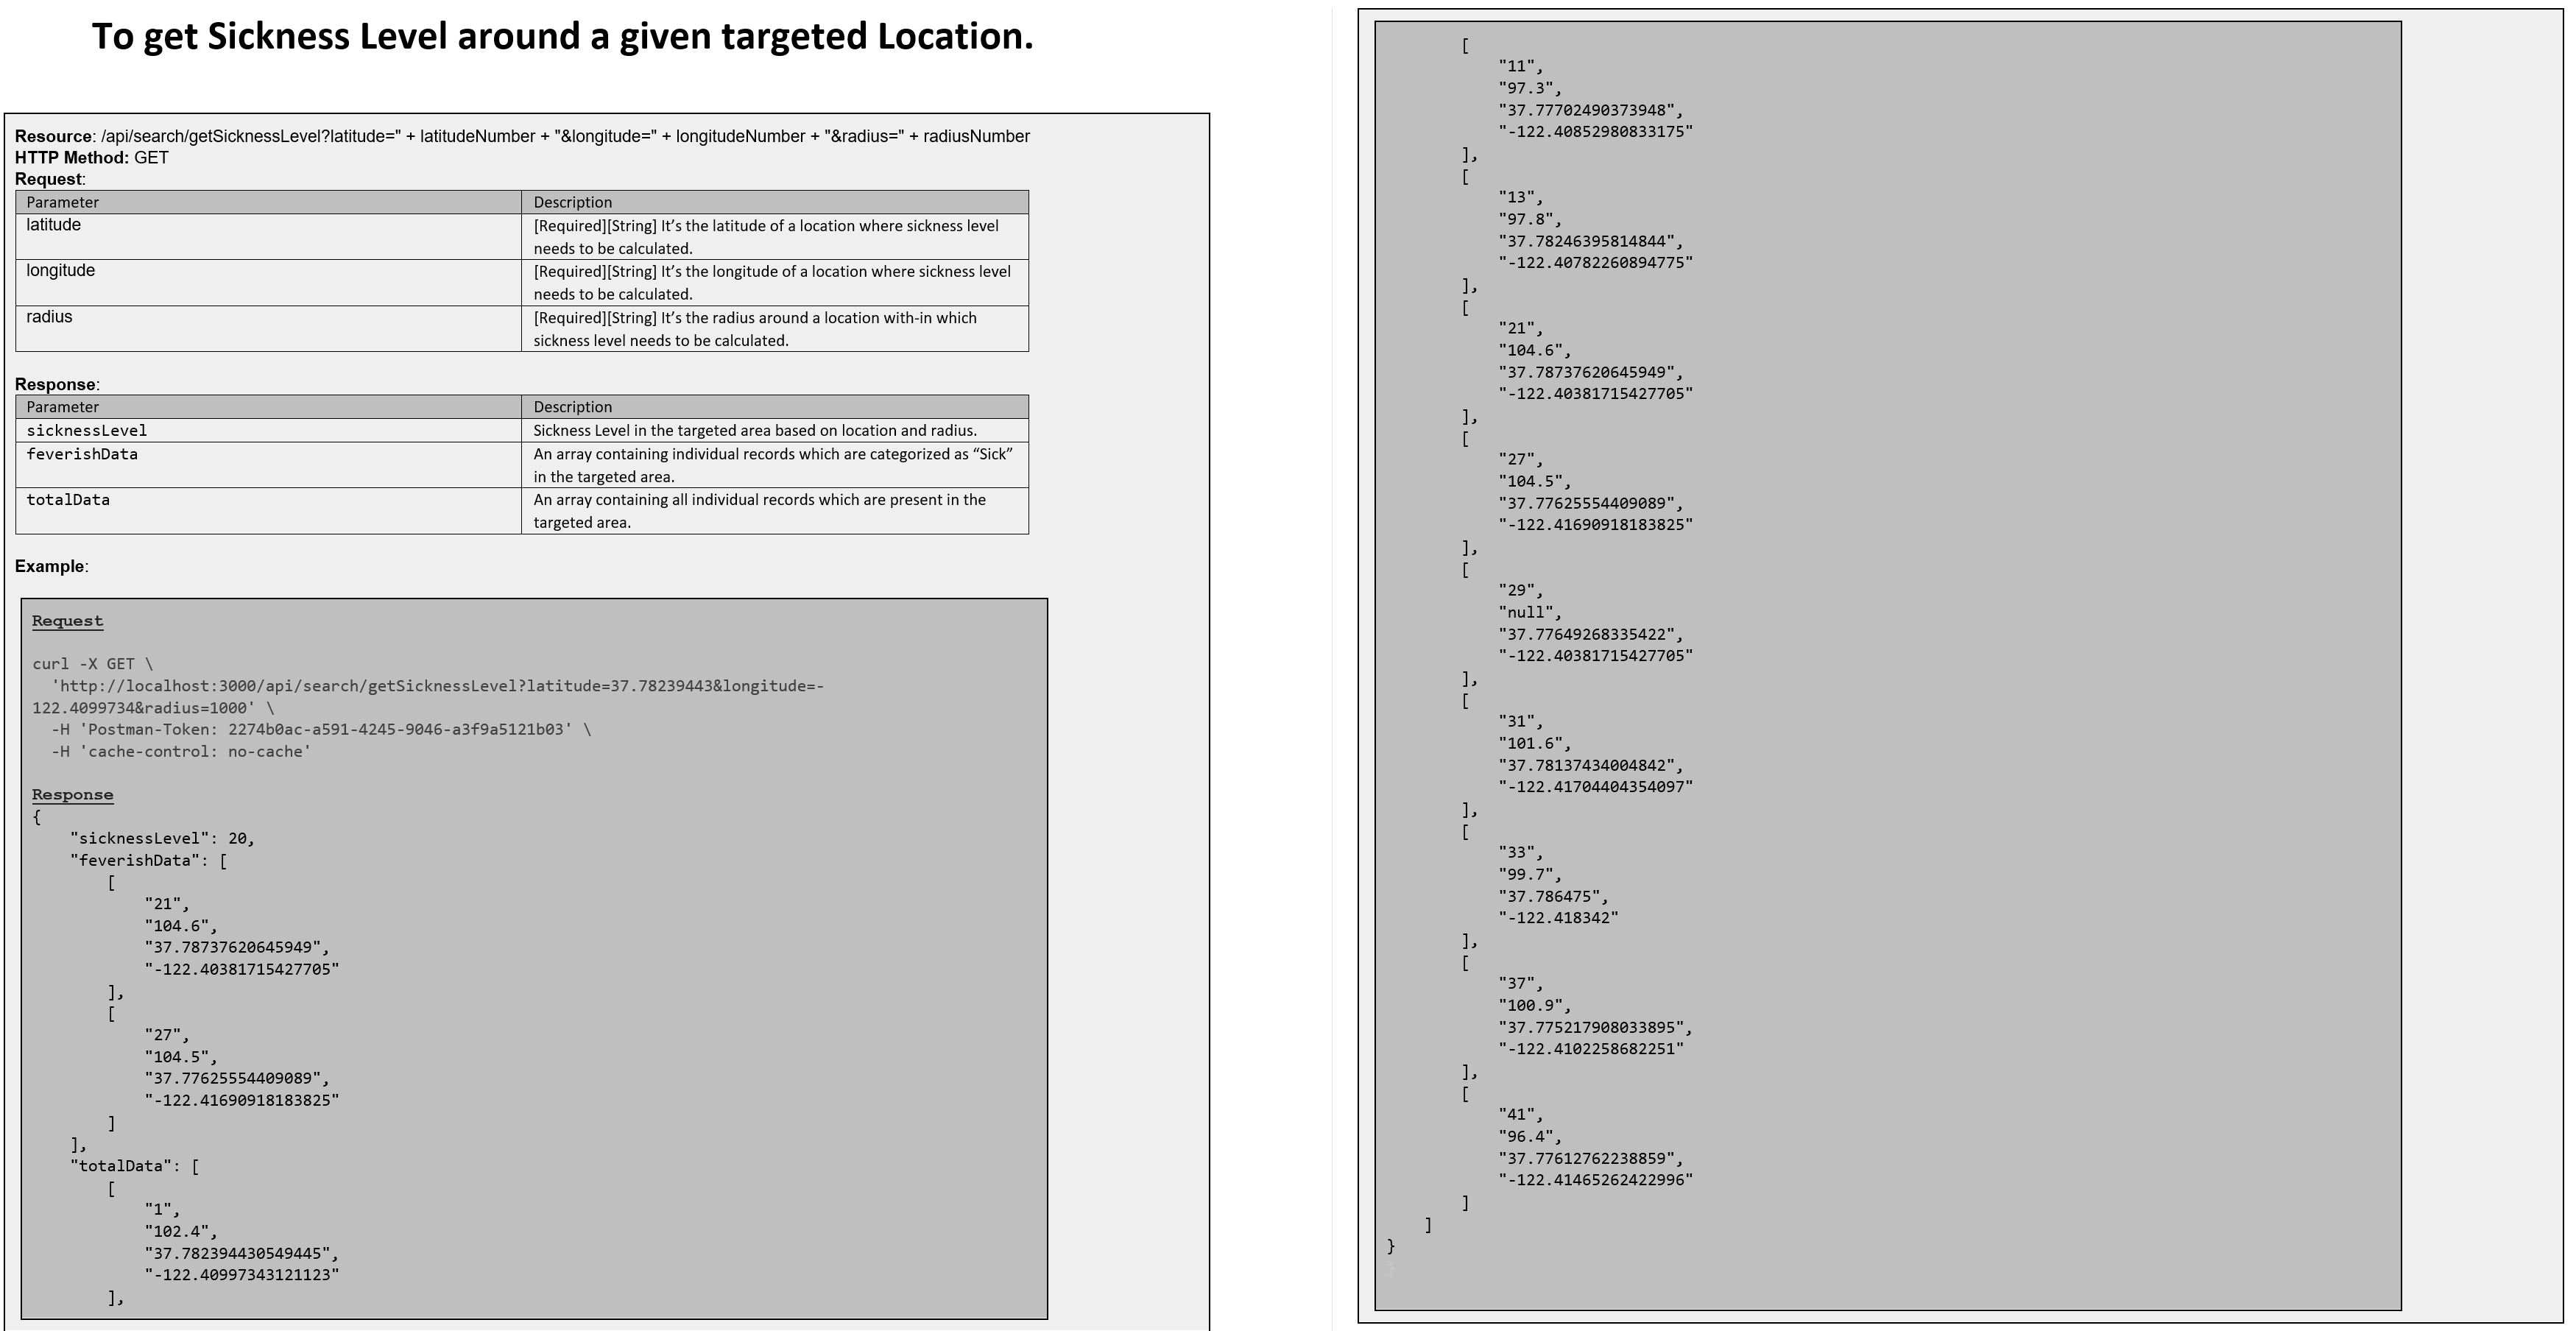 To get Sickness Level around a given targeted Location.
Resource: /api/search/getSicknessLevel?latitude=" + latitudeNumber + "&longitude=" + longitudeNumber + "&radius=" + radiusNumber
HTTP Method: GET
Request:
Parameter Description
latitude [Required][String] It’s the latitude of a location where sickness level
needs to be calculated.
longitude [Required][String] It’s the longitude of a location where sickness level
needs to be calculated.
radius [Required][String] It’s the radius around a location with-in which
sickness level needs to be calculated.
Response:
Parameter Description
sicknessLevel Sickness Level in the targeted area based on location and radius.
feverishData An array containing individual records which are categorized as “Sick”
in the targeted area.
totalData An array containing all individual records which are present in the
targeted area.
Example:
Request
curl -X GET \
'http://localhost:3000/api/search/getSicknessLevel?latitude=37.78239443&longitude=-
122.4099734&radius=1000' \
-H 'Postman-Token: 2274b0ac-a591-4245-9046-a3f9a5121b03' \
-H 'cache-control: no-cache'
Response
{
"sicknessLevel": 20,
"feverishData": [
[
"21",
"104.6",
"37.78737620645949",
"-122.40381715427705"
],
[
"27",
"104.5",
"37.77625554409089",
"-122.41690918183825"
]
],
"totalData": [
[
"1",
"102.4",
"37.782394430549445",
"-122.40997343121123"
],
[
"11",
"97.3",
"37.77702490373948",
"-122.40852980833175"
],
[
"13",
"97.8",
"37.78246395814844",
"-122.40782260894775"
],
[
"21",
"104.6",
"37.78737620645949",
"-122.40381715427705"
],
[
"27",
"104.5",
"37.77625554409089",
"-122.41690918183825"
],
[
"29",
"null",
"37.77649268335422",
"-122.40381715427705"
],
[
"31",
"101.6",
"37.78137434004842",
"-122.41704404354097"
],
[
"33",
"99.7",
"37.786475",
"-122.418342"
],
[
"37",
"100.9",
"37.775217908033895",
"-122.4102258682251"
],
[
"41",
"96.4",
"37.77612762238859",
"-122.41465262422996"
]
]
}